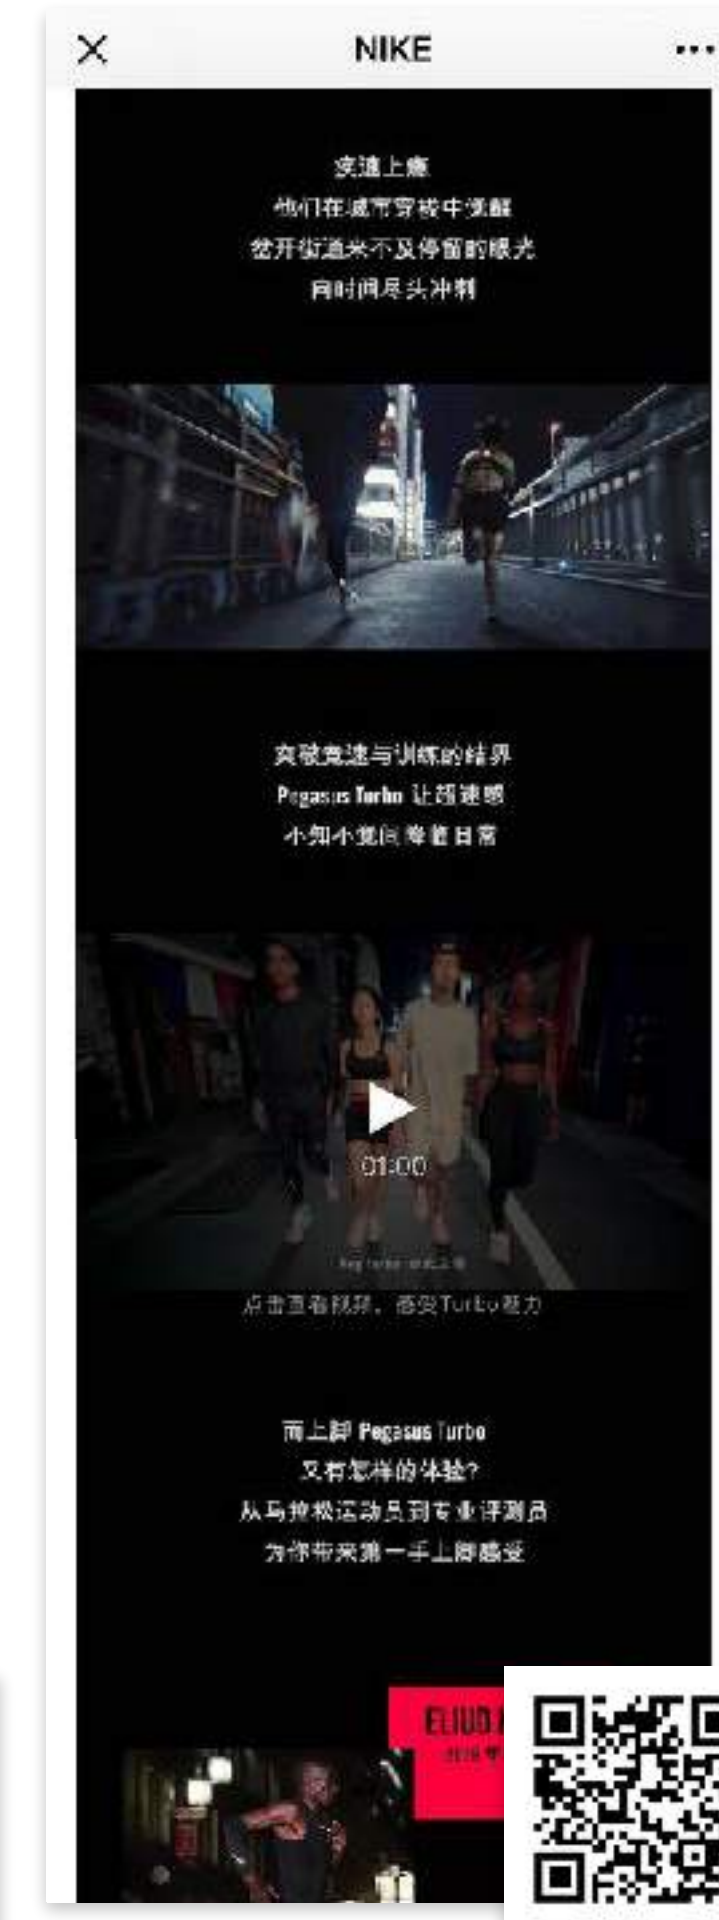 NIKE
疾速上瘾
他们在城市穿梭中觉醒
岔开街道来不及停留的眼光
向时间尽头冲刺
突破竞速与训练的结界
Pegasus Turbo 让超速感
不知不觉间降临日常
01:00
点击查看视频,感受Turbo魅力
而上脚 Pegasus Turbo
又有怎样的体验?
从马拉松运动员到专业评测员
为你带来第一手上脚感受
ELIUD